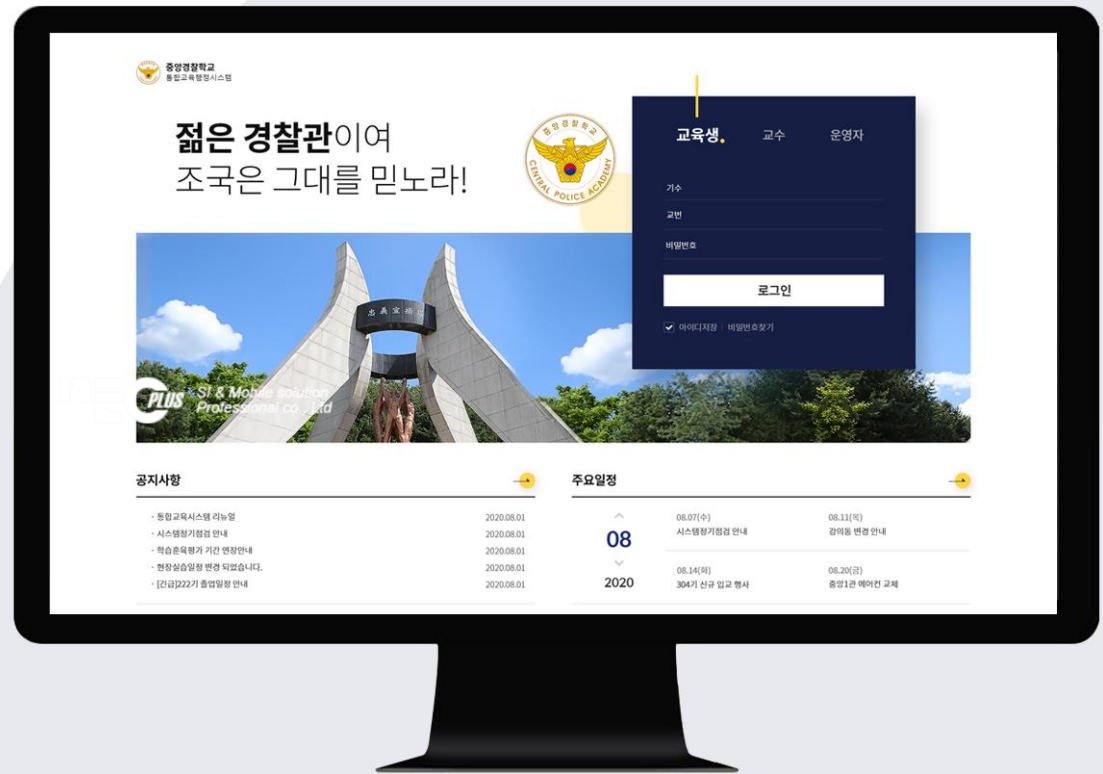 중앙경찰학교
통합교육행정시스템
젊은 경찰관이여
조국은 그대를 믿노라!
중앙경찰학교
CENTRAL POLICE ACADEMY
교육생.
교수
운영자
기수
교번
비밀번호
로그인
아이디저장 | 비밀번호찾기
PLUS
SI & Mobile solution
Professional co., Ltd
공지사항
· 통합교육시스템 리뉴얼 2020.08.01
· 시스템정기점검 안내 2020.08.01
· 학습훈육평가 기간 연장안내 2020.08.01
· 현장실습일정 변경 되었습니다. 2020.08.01
· [긴급]222기 졸업일정 안내 2020.08.01
주요일정
08
2020
08.07(수)
시스템정기점검 안내
08.11(목)
강의동 변경 안내
08.14(화)
304기 신규 입교 행사
08.20(금)
중앙1관 에어컨 교체